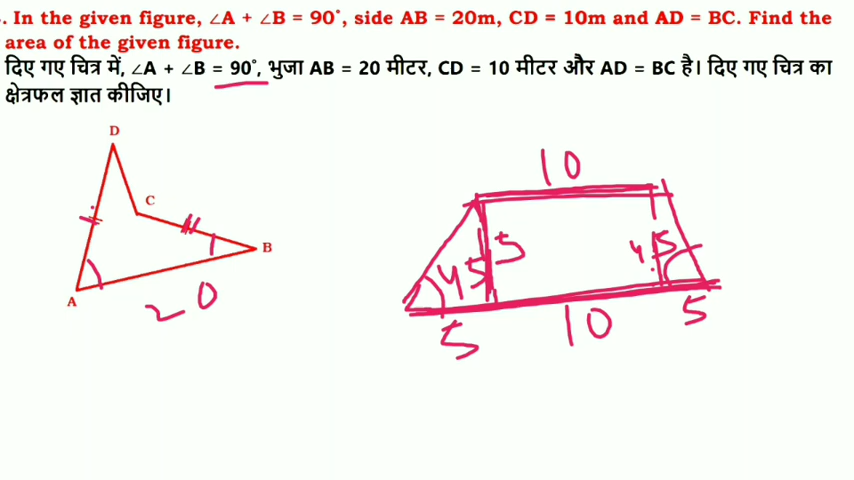 . In the given figure, ∠A + ∠B = 90°, side AB = 20m, CD = 10m and AD = BC. Find the
area of the given figure.
दिए गए चित्र में, ∠A + ∠B = 90°, भुजा AB = 20 मीटर, CD = 10 मीटर और AD = BC है। दिए गए चित्र का
क्षेत्रफल ज्ञात कीजिए।
D
C
B
A
20
10
45 5 45
5 10 5